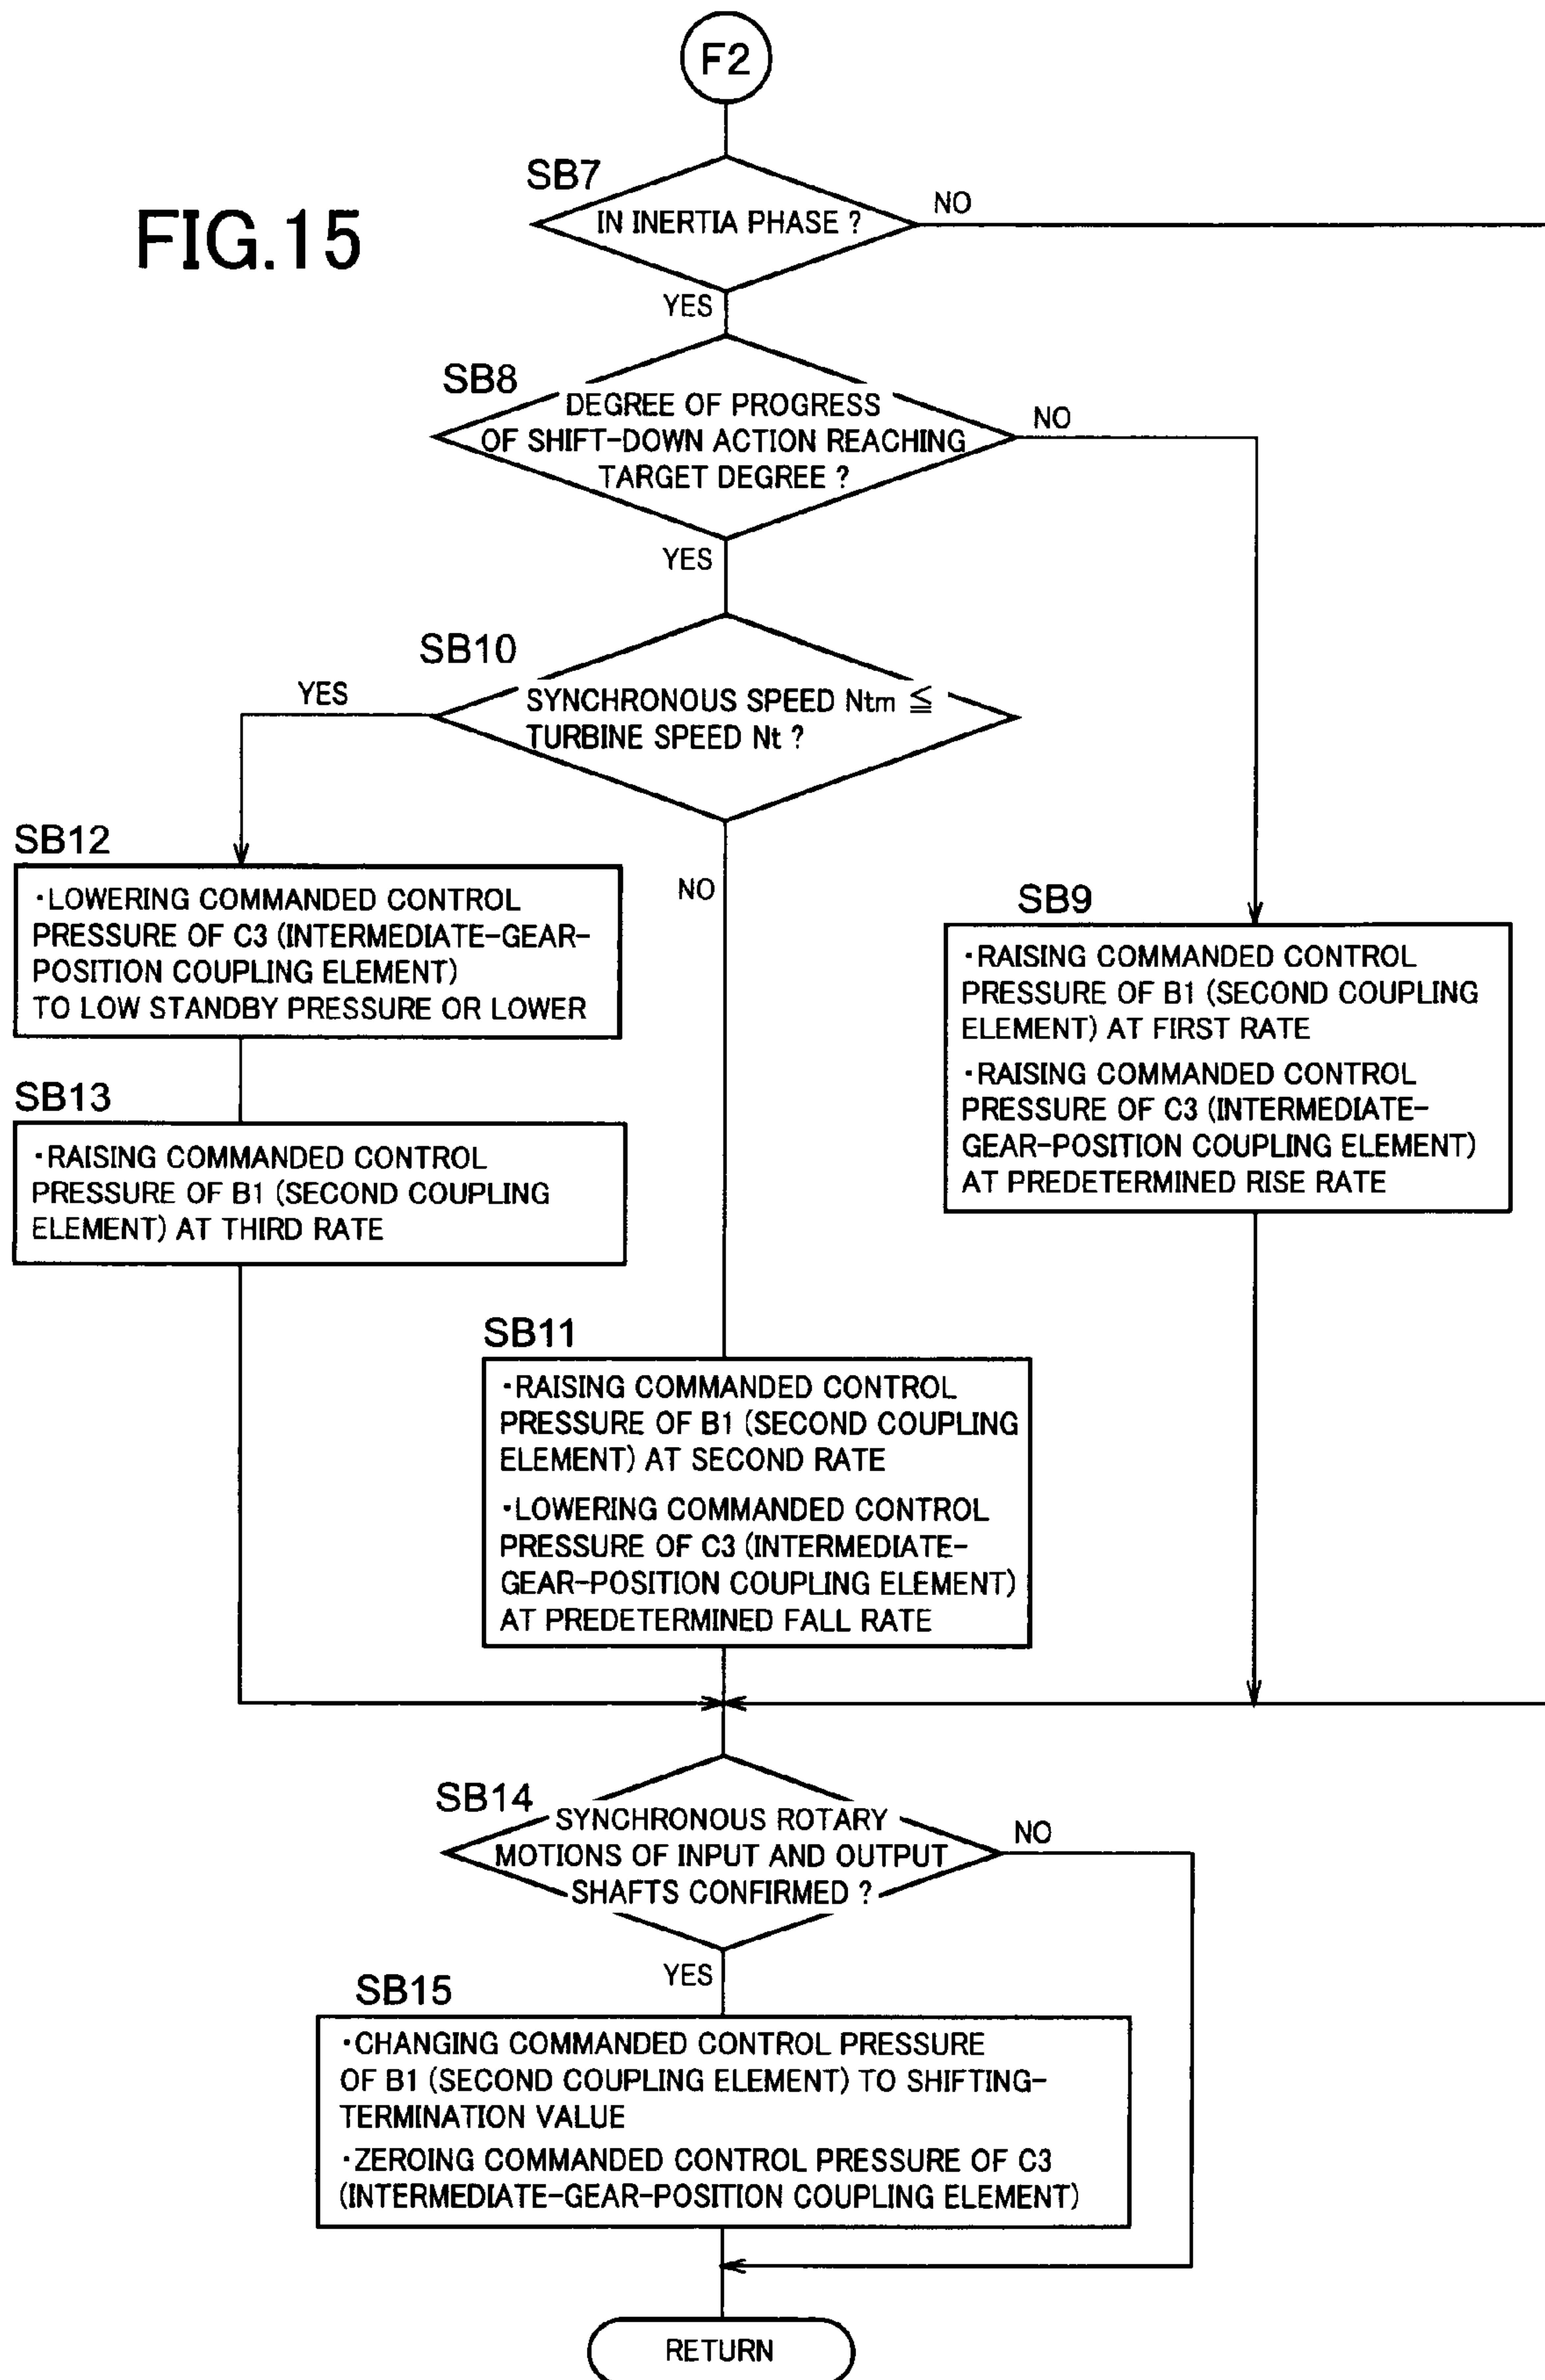 F2
FIG.15
SB7
IN INERTIA PHASE ?
NO
YES
SB8
DEGREE OF PROGRESS
OF SHIFT-DOWN ACTION REACHING
TARGET DEGREE ?
NO
YES
SB10
SYNCHRONOUS SPEED Ntm ≦
TURBINE SPEED Nt ?
YES
NO
SB12
・LOWERING COMMANDED CONTROL
PRESSURE OF C3 (INTERMEDIATE-GEAR-
POSITION COUPLING ELEMENT)
TO LOW STANDBY PRESSURE OR LOWER
SB9
・RAISING COMMANDED CONTROL
PRESSURE OF B1 (SECOND COUPLING
ELEMENT) AT FIRST RATE
・RAISING COMMANDED CONTROL
PRESSURE OF C3 (INTERMEDIATE-
GEAR-POSITION COUPLING ELEMENT)
AT PREDETERMINED RISE RATE
SB13
・RAISING COMMANDED CONTROL
PRESSURE OF B1 (SECOND COUPLING
ELEMENT) AT THIRD RATE
SB11
・RAISING COMMANDED CONTROL
PRESSURE OF B1 (SECOND COUPLING
ELEMENT) AT SECOND RATE
・LOWERING COMMANDED CONTROL
PRESSURE OF C3 (INTERMEDIATE-
GEAR-POSITION COUPLING ELEMENT)
AT PREDETERMINED FALL RATE
SB14
SYNCHRONOUS ROTARY
MOTIONS OF INPUT AND OUTPUT
SHAFTS CONFIRMED ?
NO
YES
SB15
・CHANGING COMMANDED CONTROL PRESSURE
OF B1 (SECOND COUPLING ELEMENT) TO SHIFTING-
TERMINATION VALUE
・ZEROING COMMANDED CONTROL PRESSURE OF C3
(INTERMEDIATE-GEAR-POSITION COUPLING ELEMENT)
RETURN